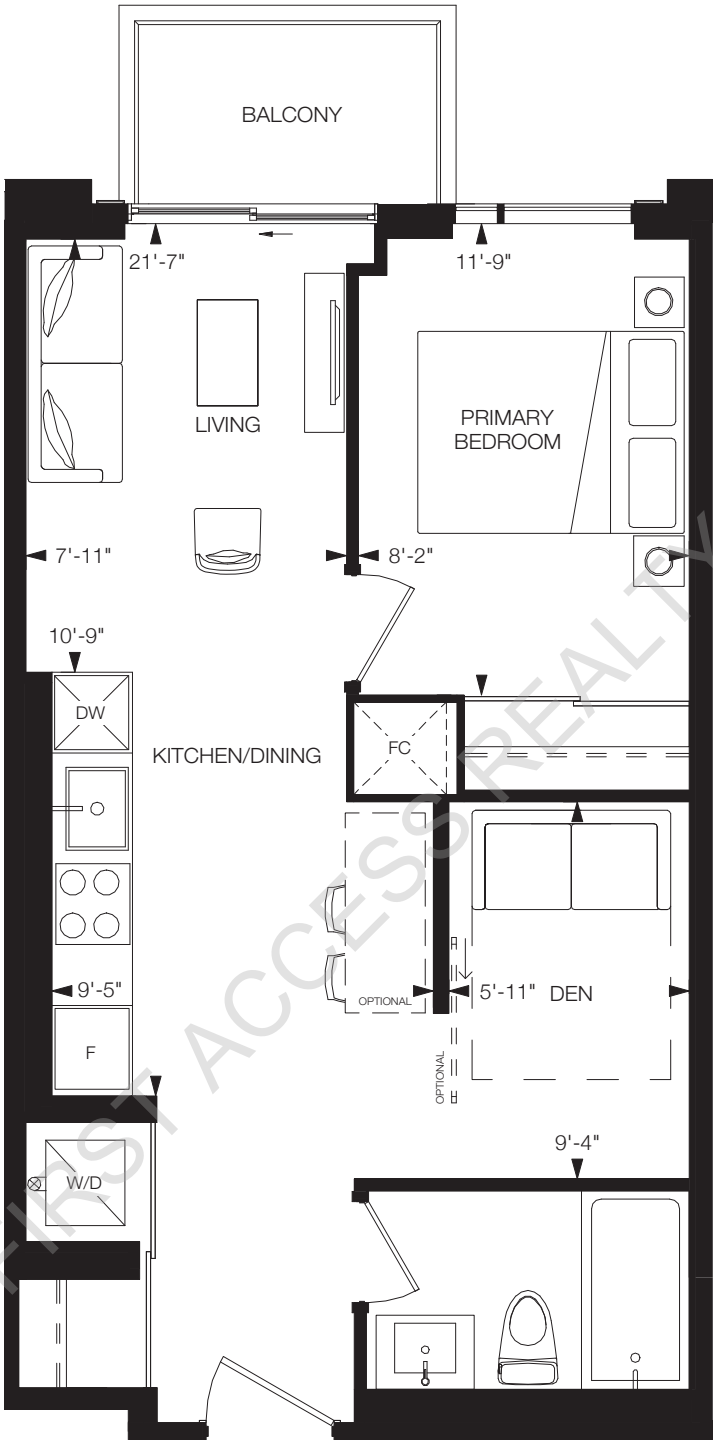 BALCONY
21'-7"
11'-9"
LIVING
PRIMARY
BEDROOM
7'-11"
8'-2"
10'-9"
DW
KITCHEN/DINING
FC
OPTIONAL
9'-5"
5'-11"
DEN
F
OPTIONAL
9'-4"
W/D
FIRST ACCESS REALTY